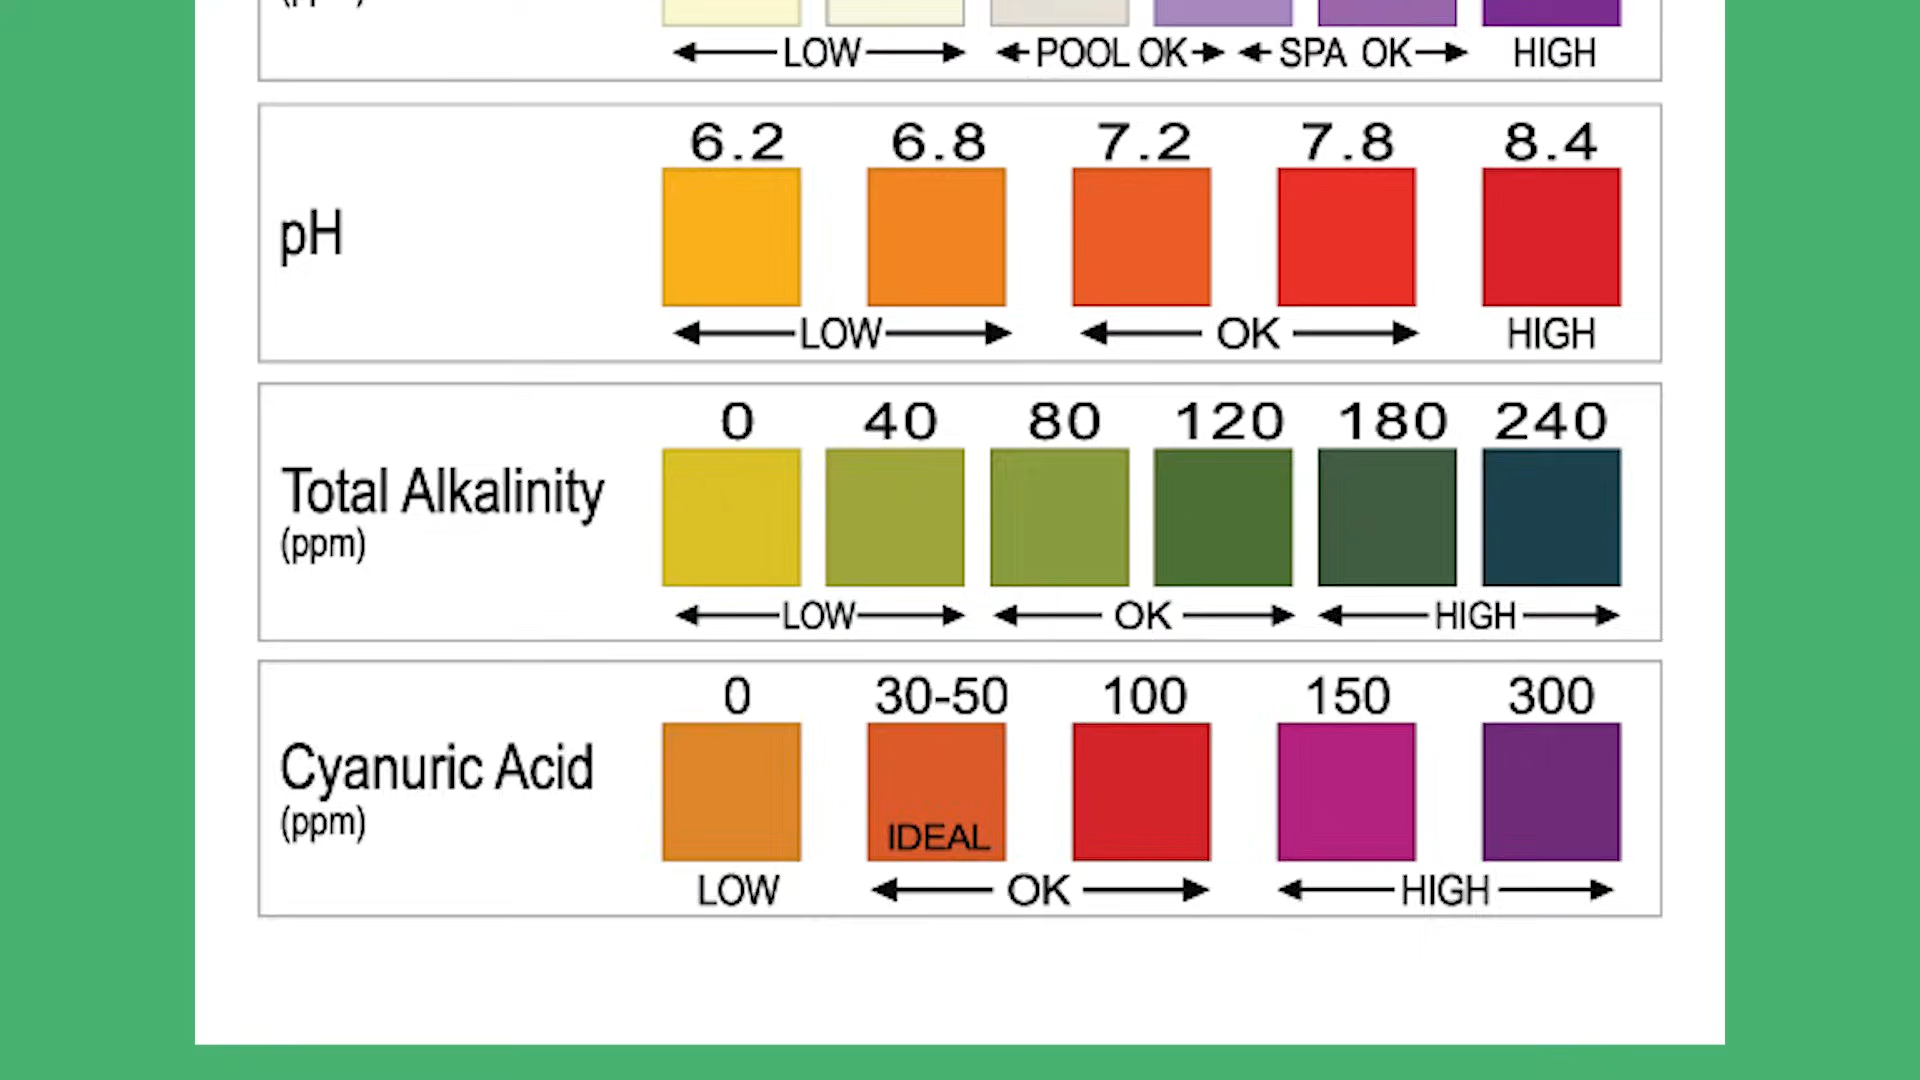 LOW POOL OK SPA OK HIGH
6.2 6.8 7.2 7.8 8.4
pH
LOW OK HIGH
0 40 80 120 180 240
Total Alkalinity
(ppm)
LOW OK HIGH
0 30-50 100 150 300
Cyanuric Acid
(ppm)
IDEAL
LOW OK HIGH